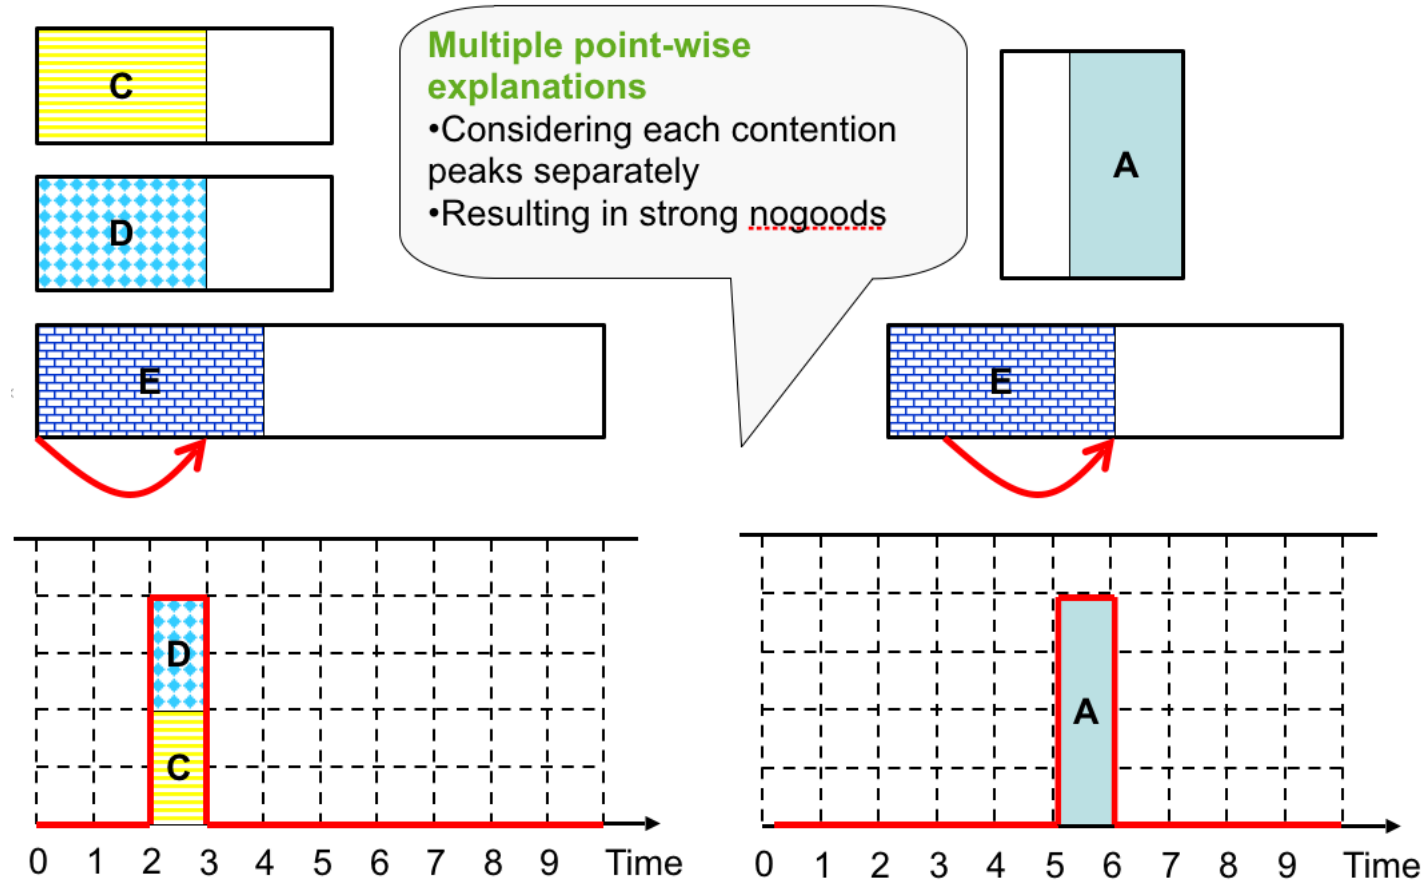 Multiple point-wise
explanations
•Considering each contention
peaks separately
•Resulting in strong nogoods
C
D
E
A
E
D
C
0 1 2 3 4 5 6 7 8 9 Time
A
0 1 2 3 4 5 6 7 8 9 Time